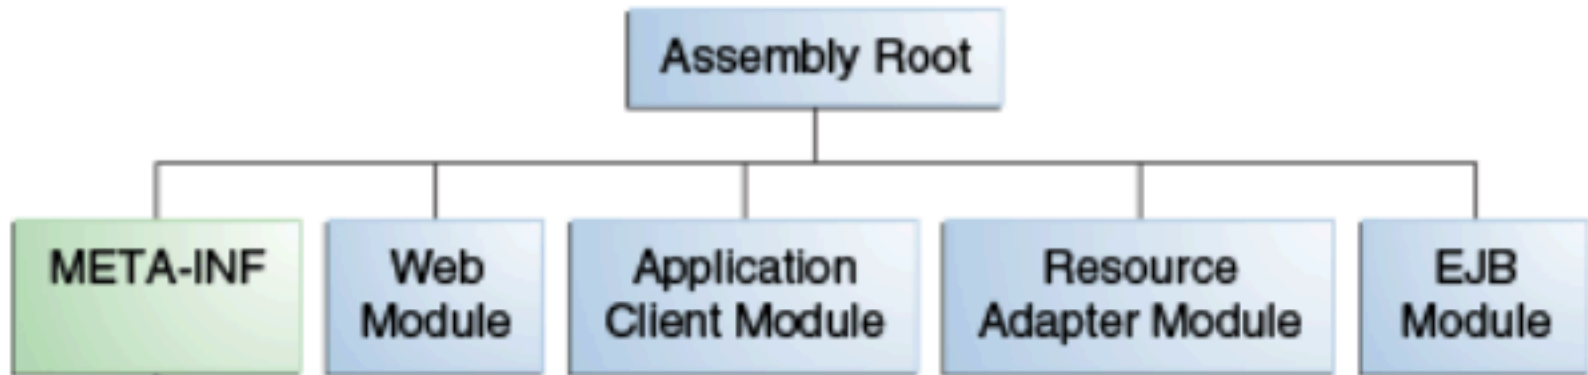 Assembly Root
META-INF
Web
Module
Application
Client Module
Resource
Adapter Module
EJB
Module